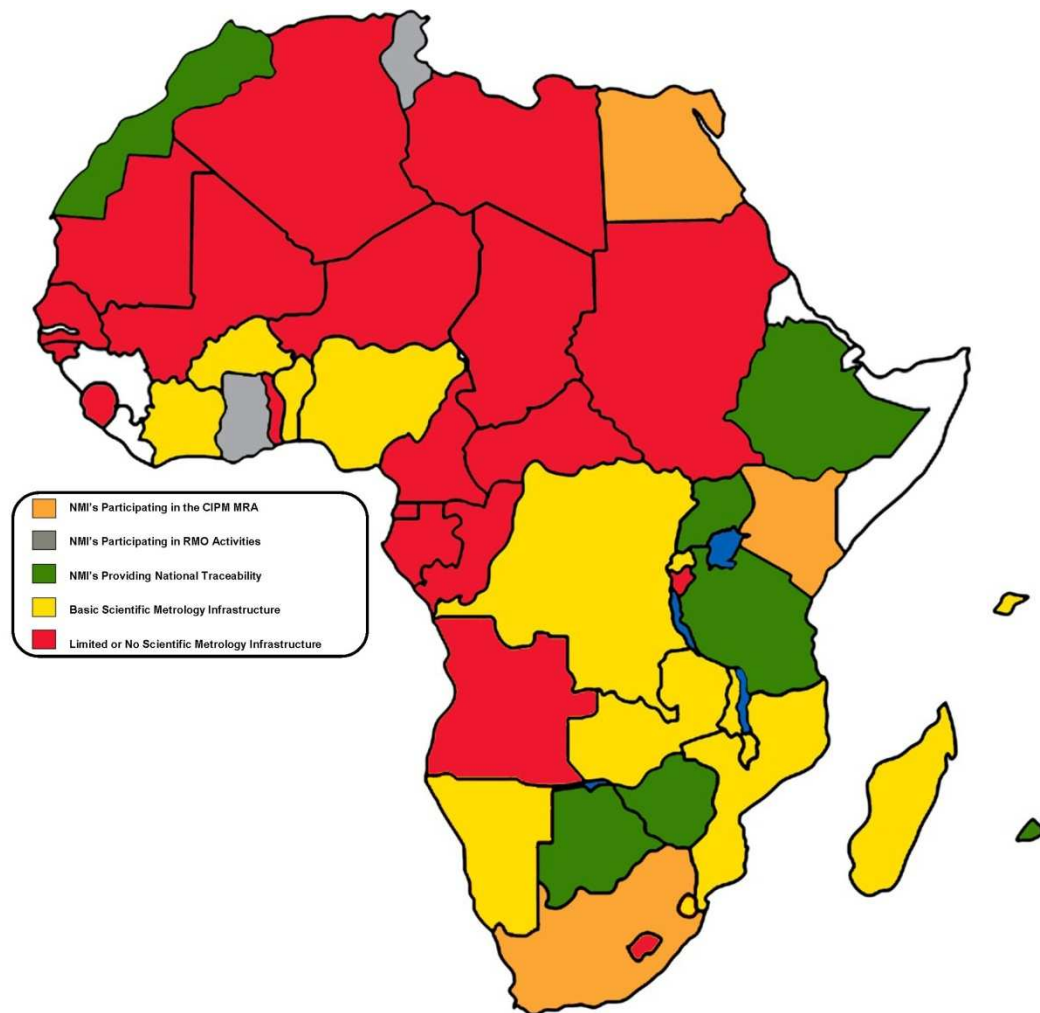 NMI's Participating in the CIPM MRA
NMI's Participating in RMO Activities
NMI's Providing National Traceability
Basic Scientific Metrology Infrastructure
Limited or No Scientific Metrology Infrastructure